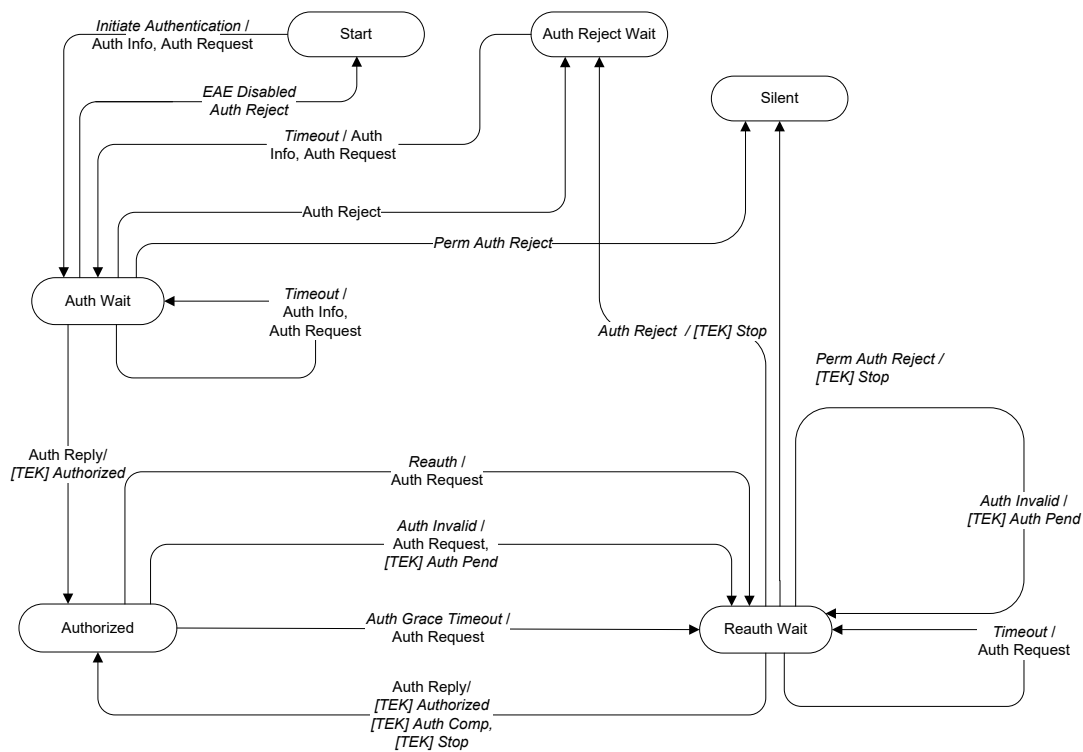 Initiate Authentication /
Auth Info, Auth Request
Start
Auth Reject Wait
EAE Disabled
Auth Reject
Silent
Timeout / Auth
Info, Auth Request
Auth Reject
Perm Auth Reject
Auth Wait
Timeout /
Auth Info,
Auth Request
Auth Reject / [TEK] Stop
Perm Auth Reject /
[TEK] Stop
Auth Reply/
[TEK] Authorized
Reauth /
Auth Request
Auth Invalid /
[TEK] Auth Pend
Auth Invalid /
Auth Request,
[TEK] Auth Pend
Authorized
Auth Grace Timeout /
Auth Request
Reauth Wait
Timeout /
Auth Request
Auth Reply/
[TEK] Authorized
[TEK] Auth Comp,
[TEK] Stop